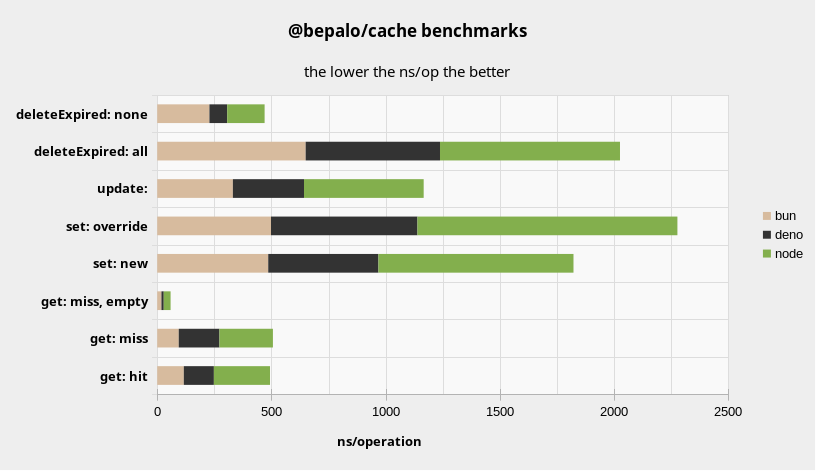 @bepalo/cache benchmarks
the lower the ns/op the better
deleteExpired: none
deleteExpired: all
update:
set: override
set: new
get: miss, empty
get: miss
get: hit
bun
deno
node
0 500 1000 1500 2000 2500
ns/operation